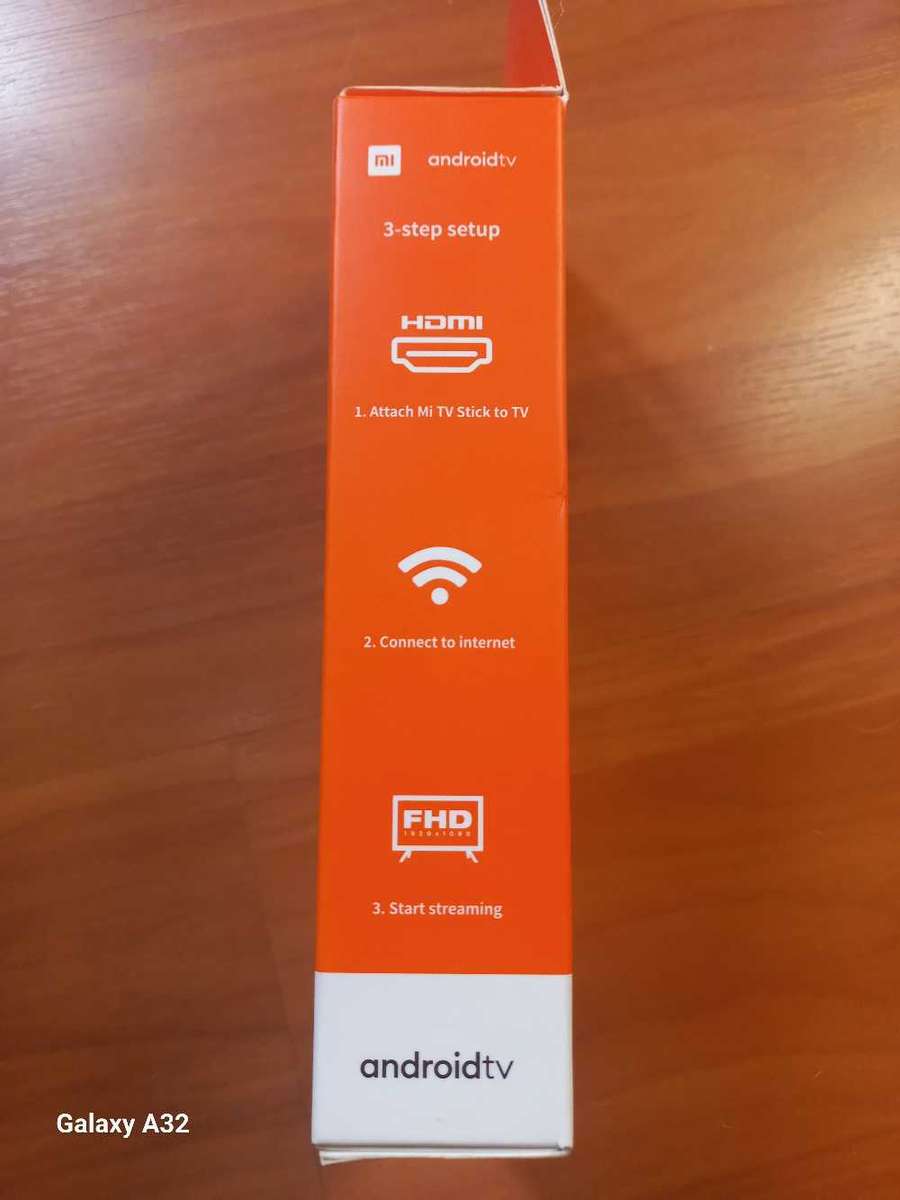 mi androidtv
3-step setup
HDMI
1. Attach Mi TV Stick to TV
2. Connect to internet
FHD
1920x1080
3. Start streaming
androidtv
Galaxy A32